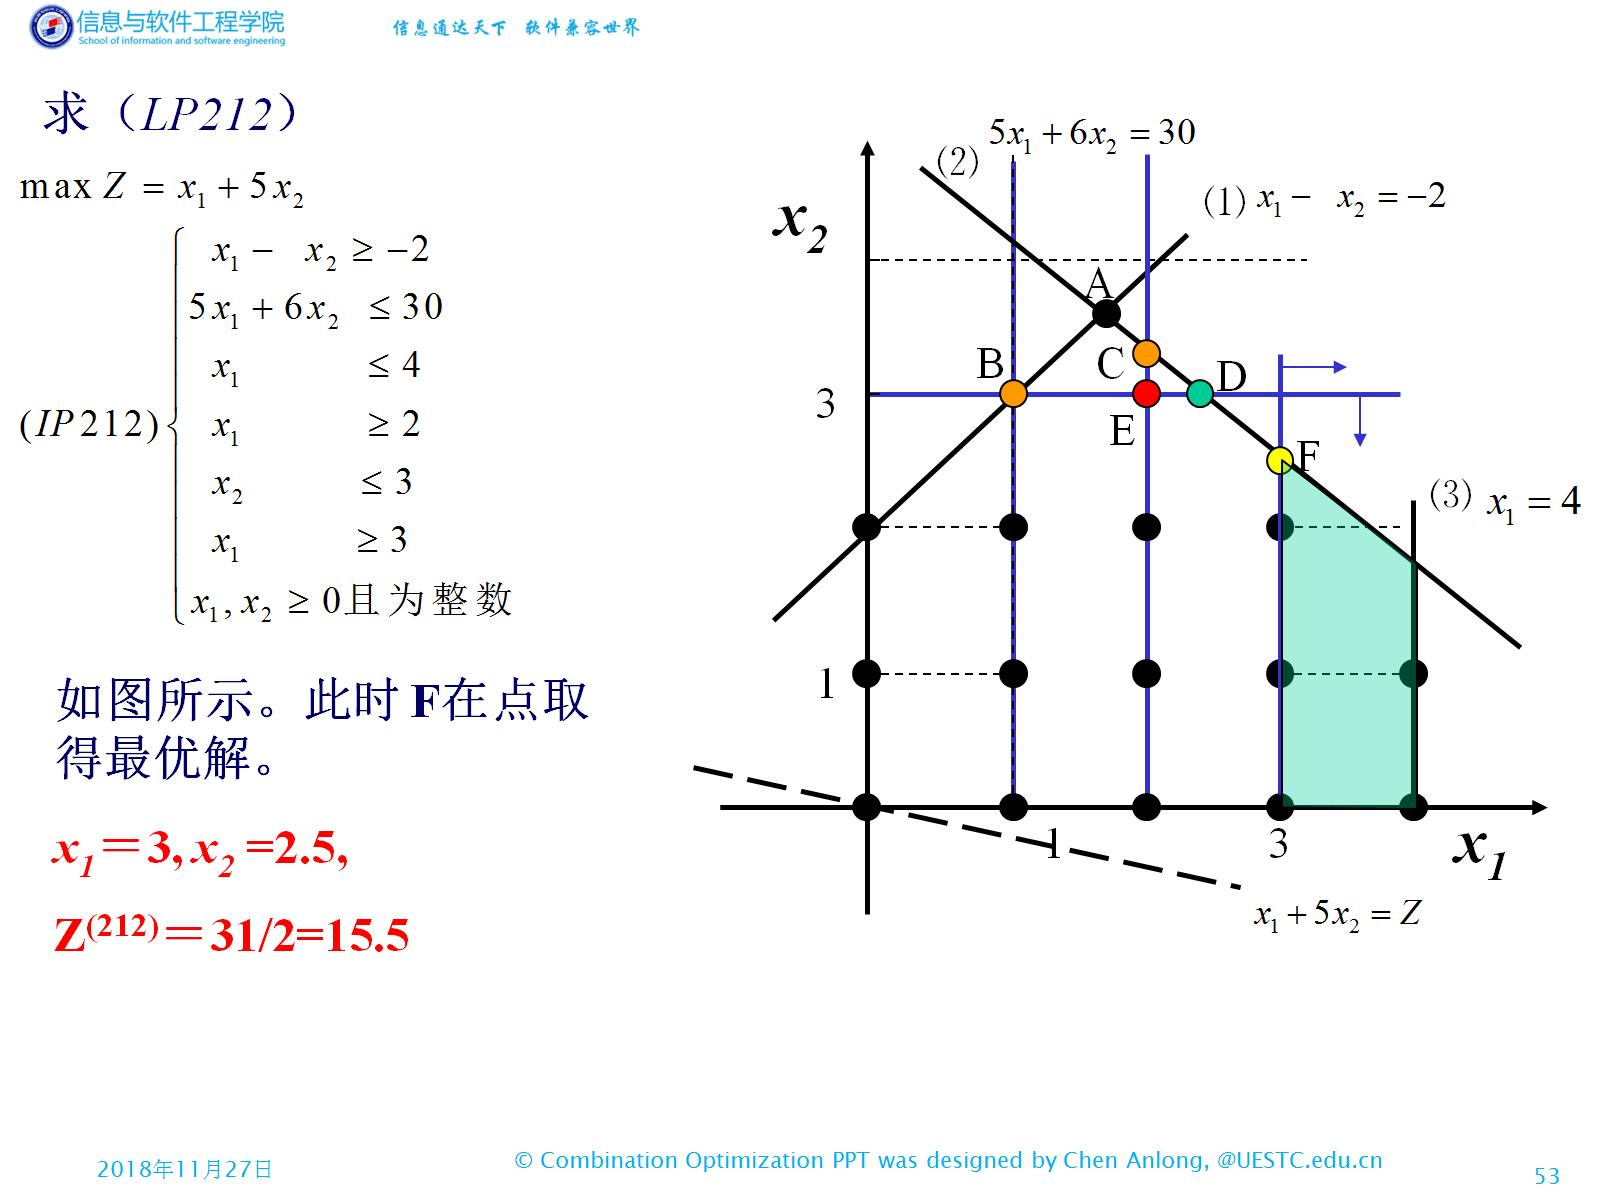 信息与软件工程学院
School of information and software engineering
信息通达天下 软件兼容世界
求（LP212）
max Z = x₁ + 5x₂
(IP212)
x₁ − x₂ ≥ −2
5x₁ + 6x₂ ≤ 30
x₁ ≤ 4
x₁ ≥ 2
x₂ ≤ 3
x₁ ≥ 3
x₁, x₂ ≥ 0且为整数
如图所示。此时 F在点取
得最优解。
x₁＝3, x₂ =2.5,
Z⁽²¹²⁾＝31/2=15.5
5x₁ + 6x₂ = 30
(2)
(1) x₁ − x₂ = −2
x₂
A
B
C
D
3
E
F
(3) x₁ = 4
1
1
3
x₁
x₁ + 5x₂ = Z
2018年11月27日
© Combination Optimization PPT was designed by Chen Anlong, @UESTC.edu.cn
53